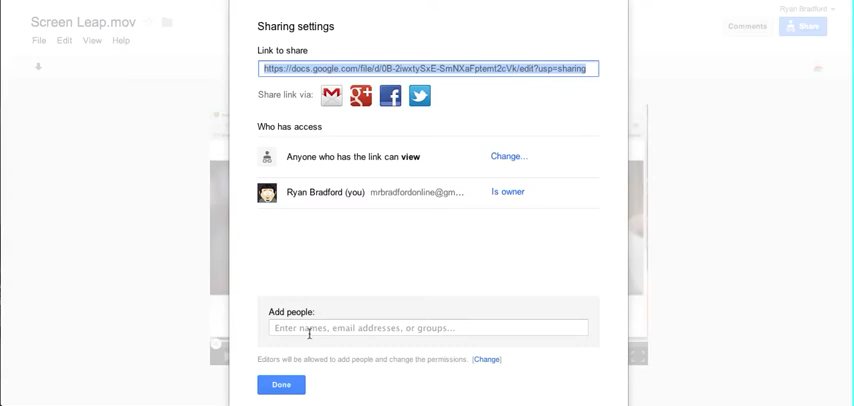 Ryan Bradford
Screen Leap.mov
Comments
Share
File Edit View Help
Sharing settings
Link to share
https://docs.google.com/file/d/0B-2iwxtySxE-SmNXaFptemt2cVk/edit?usp=sharing
Share link via:
Who has access
Anyone who has the link can view Change...
Ryan Bradford (you) mrbradfordonline@gm... Is owner
Add people:
Enter names, email addresses, or groups...
Editors will be allowed to add people and change the permissions. [Change]
Done